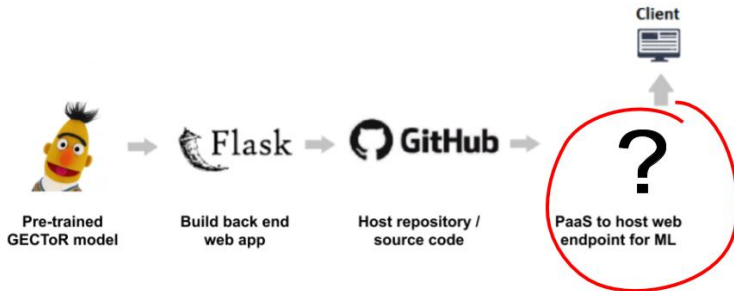 Client
Flask
GitHub
?
Pre-trained
GECToR model
Build back end
web app
Host repository /
source code
PaaS to host web
endpoint for ML